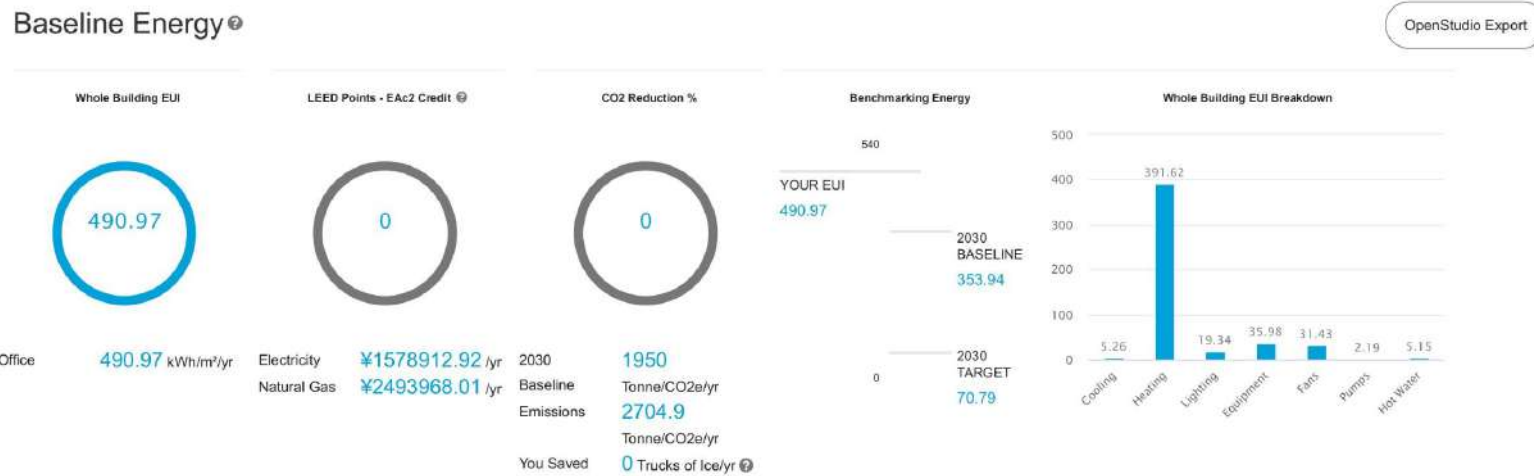 Baseline Energy
OpenStudio Export
Whole Building EUI
490.97
Office 490.97 kWh/m²/yr
LEED Points - EAc2 Credit
0
Electricity ¥1578912.92 /yr
Natural Gas ¥2493968.01 /yr
CO2 Reduction %
0
2030 1950
Baseline Tonne/CO2e/yr
Emissions 2704.9
Tonne/CO2e/yr
You Saved 0 Trucks of Ice/yr
Benchmarking Energy
540
YOUR EUI
490.97
2030
BASELINE
353.94
2030
TARGET
0
70.79
Whole Building EUI Breakdown
500
400
300
200
100
0
5.26
391.62
19.34
35.98
31.43
2.19
5.15
Cooling
Heating
Lighting
Equipment
Fans
Pumps
Hot Water